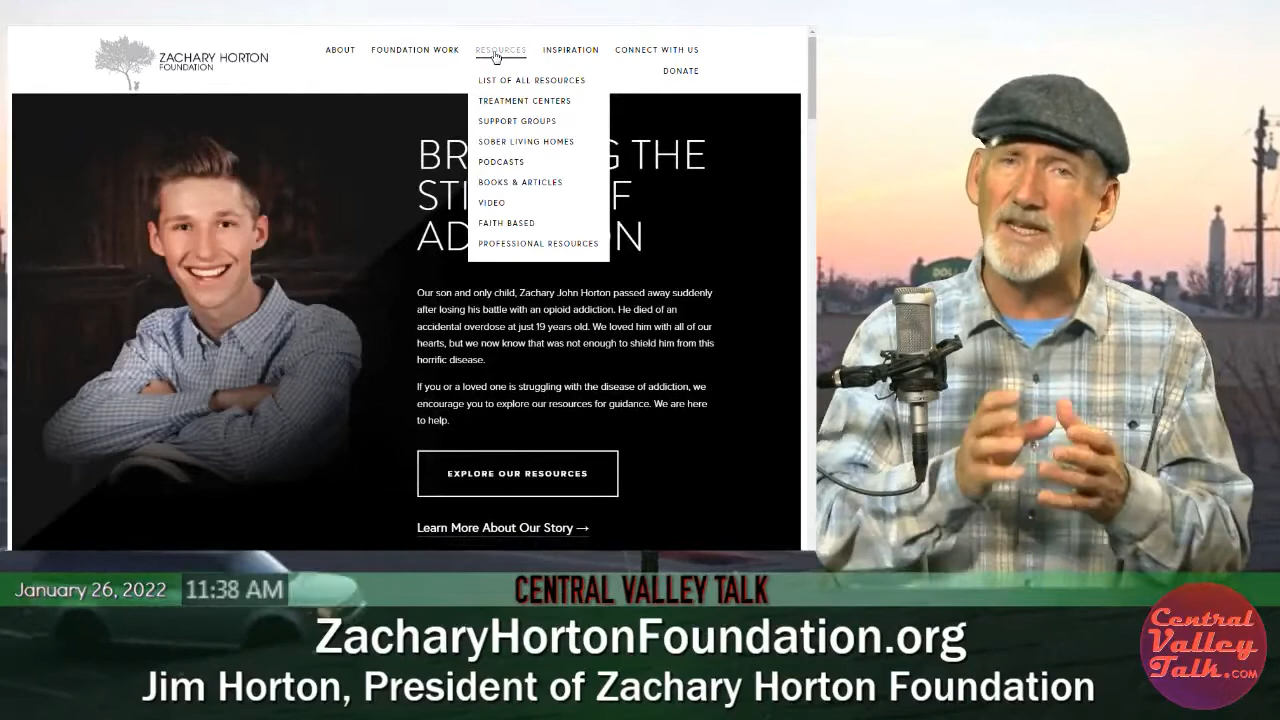 ZACHARY HORTON
FOUNDATION
ABOUT
FOUNDATION WORK
RESOURCES
INSPIRATION
CONNECT WITH US
DONATE
LIST OF ALL RESOURCES
TREATMENT CENTERS
SUPPORT GROUPS
SOBER LIVING HOMES
PODCASTS
BOOKS & ARTICLES
VIDEO
FAITH BASED
PROFESSIONAL RESOURCES
THE
Our son and only child, Zachary John Horton passed away suddenly
after losing his battle with an opioid addiction. He died of an
accidental overdose at just 19 years old. We loved him with all of our
hearts, but we now know that was not enough to shield him from this
horrific disease.
If you or a loved one is struggling with the disease of addiction, we
encourage you to explore our resources for guidance. We are here
to help.
EXPLORE OUR RESOURCES
Learn More About Our Story →
January 26, 2022 11:38 AM
CENTRAL VALLEY TALK
ZacharyHortonFoundation.org
Jim Horton, President of Zachary Horton Foundation
Central
Valley
Talk.COM